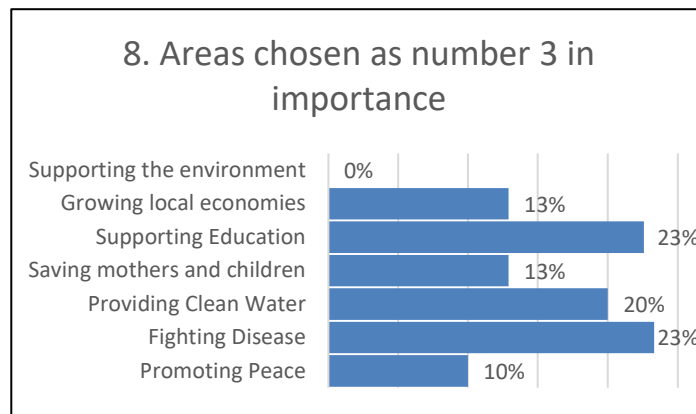 8. Areas chosen as number 3 in
importance
Supporting the environment 0%
Growing local economies 13%
Supporting Education 23%
Saving mothers and children 13%
Providing Clean Water 20%
Fighting Disease 23%
Promoting Peace 10%